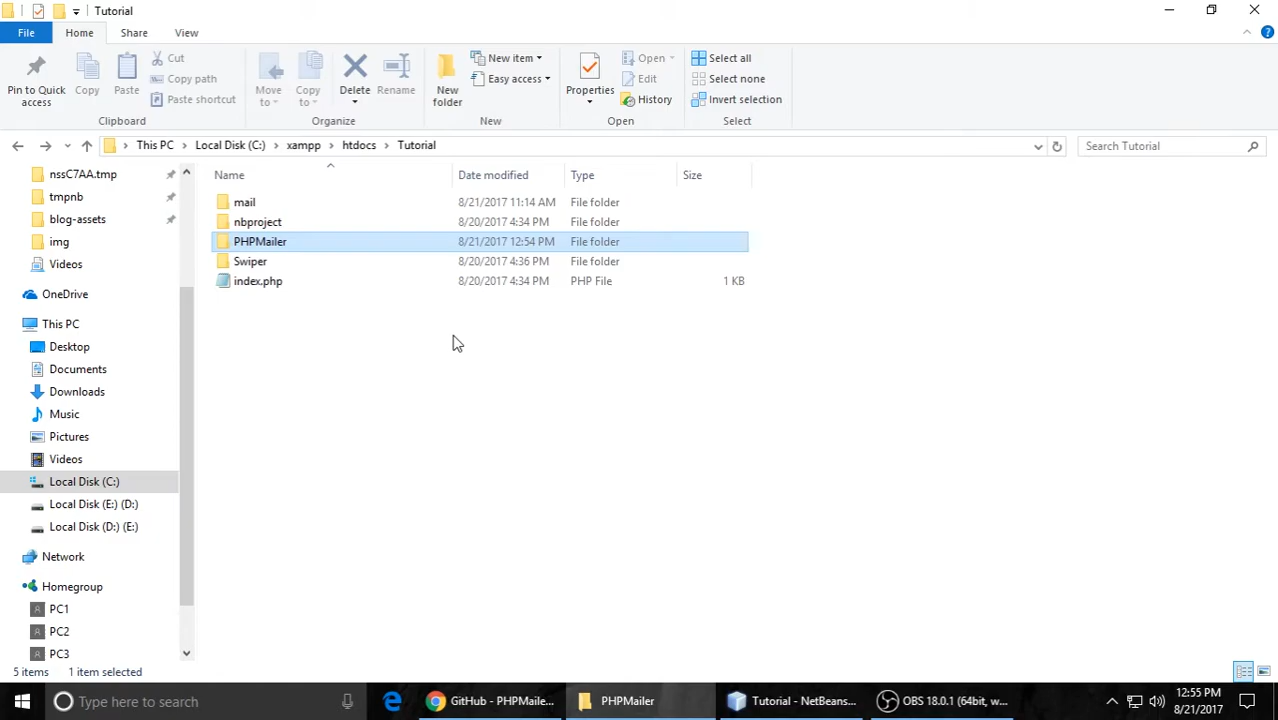 Tutorial
File Home Share View
Pin to Quick access
Copy
Paste
Cut
Copy path
Paste shortcut
Clipboard
Move to
Copy to
Delete
Rename
Organize
New folder
New item
Easy access
New
Properties
Open
Edit
History
Open
Select all
Select none
Invert selection
Select
This PC Local Disk (C:) xampp htdocs Tutorial
Search Tutorial
nssC7AA.tmp
tmpnb
blog-assets
img
Videos
OneDrive
This PC
Desktop
Documents
Downloads
Music
Pictures
Videos
Local Disk (C:)
Local Disk (E:) (D:)
Local Disk (D:) (E:)
Network
Homegroup
PC1
PC2
PC3
Name Date modified Type Size
mail 8/21/2017 11:14 AM File folder
nbproject 8/20/2017 4:34 PM File folder
PHPMailer 8/21/2017 12:54 PM File folder
Swiper 8/20/2017 4:36 PM File folder
index.php 8/20/2017 4:34 PM PHP File 1 KB
5 items 1 item selected
Type here to search
GitHub - PHPMaile...
PHPMailer
Tutorial - NetBeans...
OBS 18.0.1 (64bit, w...
12:55 PM
8/21/2017